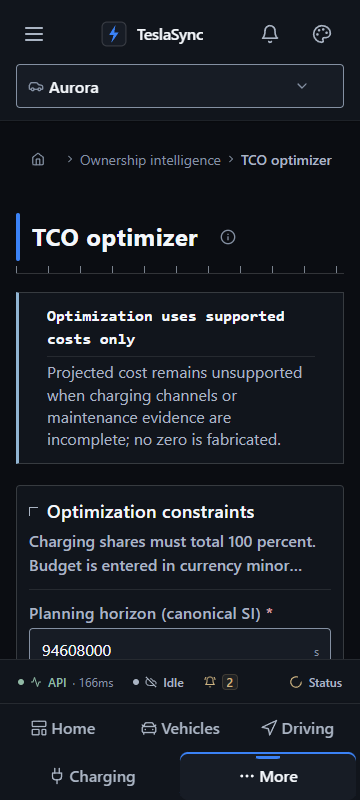 TeslaSync
Aurora
Ownership intelligence
TCO optimizer
TCO optimizer
Optimization uses supported
costs only
Projected cost remains unsupported
when charging channels or
maintenance evidence are
incomplete; no zero is fabricated.
Optimization constraints
Charging shares must total 100 percent.
Budget is entered in currency minor...
Planning horizon (canonical SI) *
94608000 s
API · 166ms Idle 2 Status
Home Vehicles Driving
Charging More